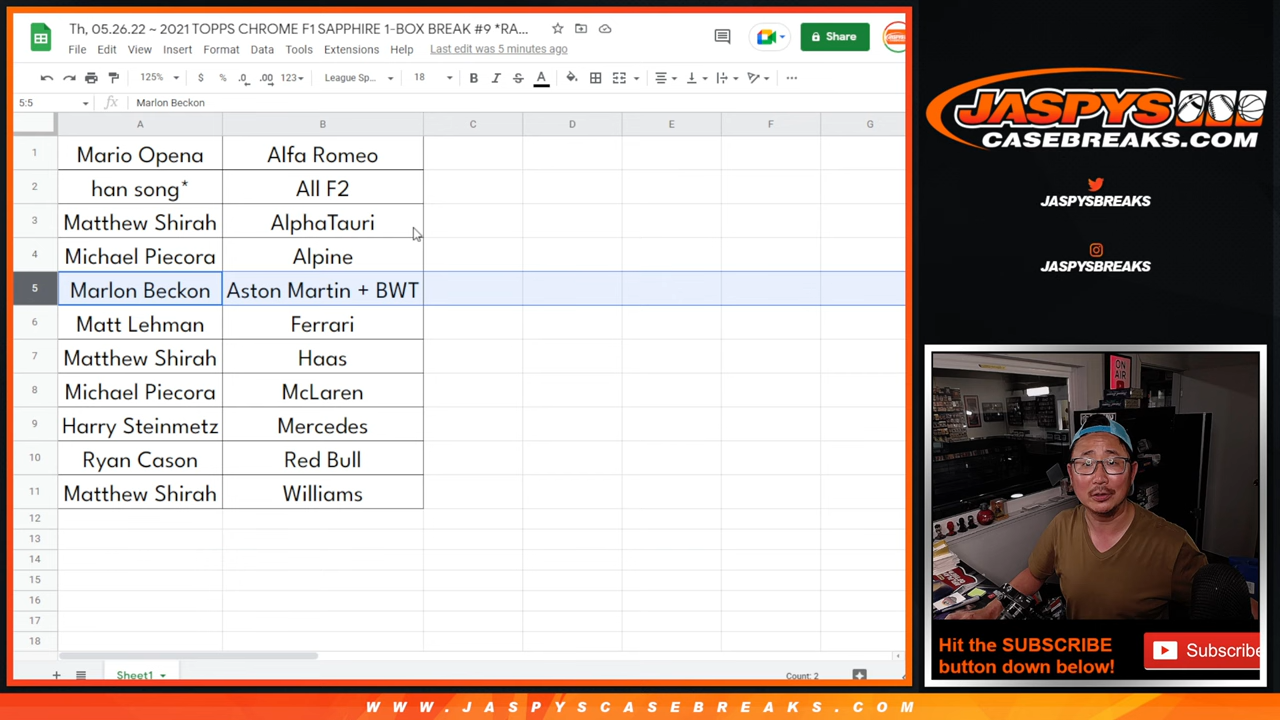 Th, 05.26.22 ~ 2021 TOPPS CHROME F1 SAPPHIRE 1-BOX BREAK #9 *RA...
File Edit View Insert Format Data Tools Extensions Help Last edit was 5 minutes ago
Share
125% $ % .0 .00 123 League Sp... 18 B I S A
5:5 fx Marlon Beckon
A B C D E F G
1 Mario Opena Alfa Romeo
2 han song* All F2
3 Matthew Shirah AlphaTauri
4 Michael Piecora Alpine
5 Marlon Beckon Aston Martin + BWT
6 Matt Lehman Ferrari
7 Matthew Shirah Haas
8 Michael Piecora McLaren
9 Harry Steinmetz Mercedes
10 Ryan Cason Red Bull
11 Matthew Shirah Williams
12
13
14
15
16
17
18
Sheet1
Count: 2
JASPYS
CASEBREAKS.COM
JASPYSBREAKS
JASPYSBREAKS
ON AIR
Hit the SUBSCRIBE
button down below!
Subscribe
WWW.JASPYSCASEBREAKS.COM